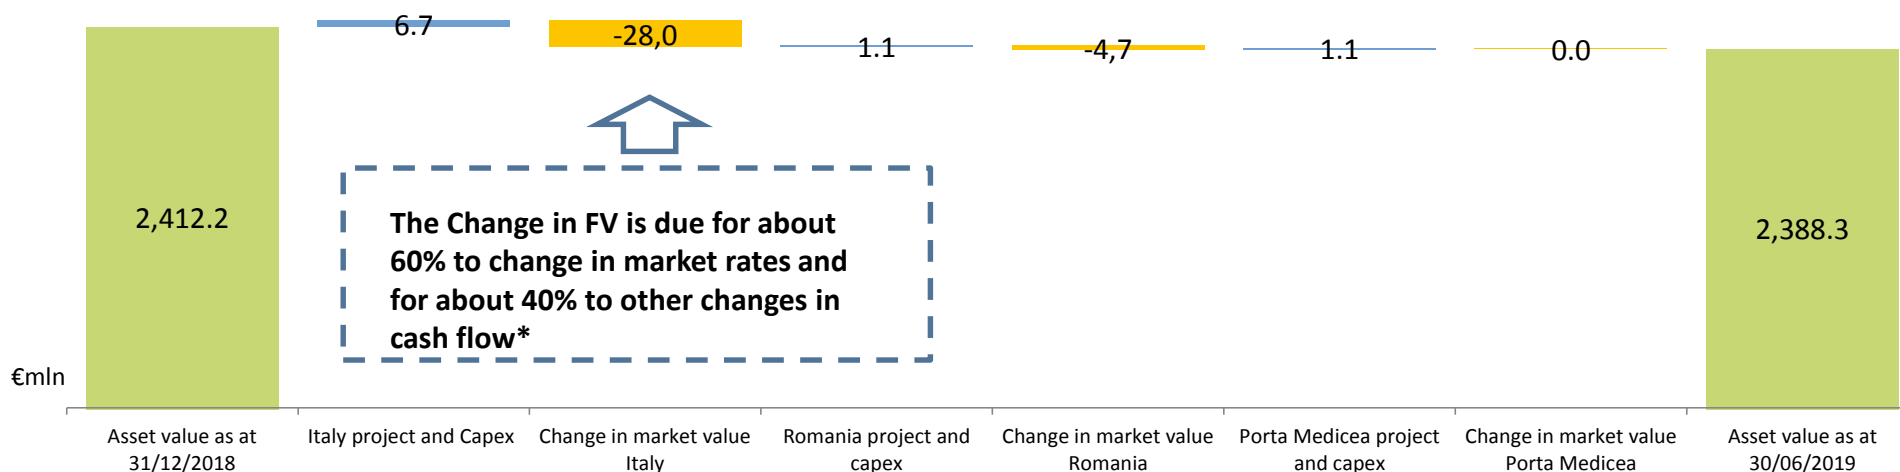 6.7
-28,0
1.1
-4,7
1.1
0.0
2,412.2
The Change in FV is due for about
60% to change in market rates and
for about 40% to other changes in
cash flow*
2,388.3
€mln
Asset value as at
31/12/2018
Italy project and Capex
Change in market value
Italy
Romania project and
capex
Change in market value
Romania
Porta Medicea project
and capex
Change in market value
Porta Medicea
Asset value as at
30/06/2019